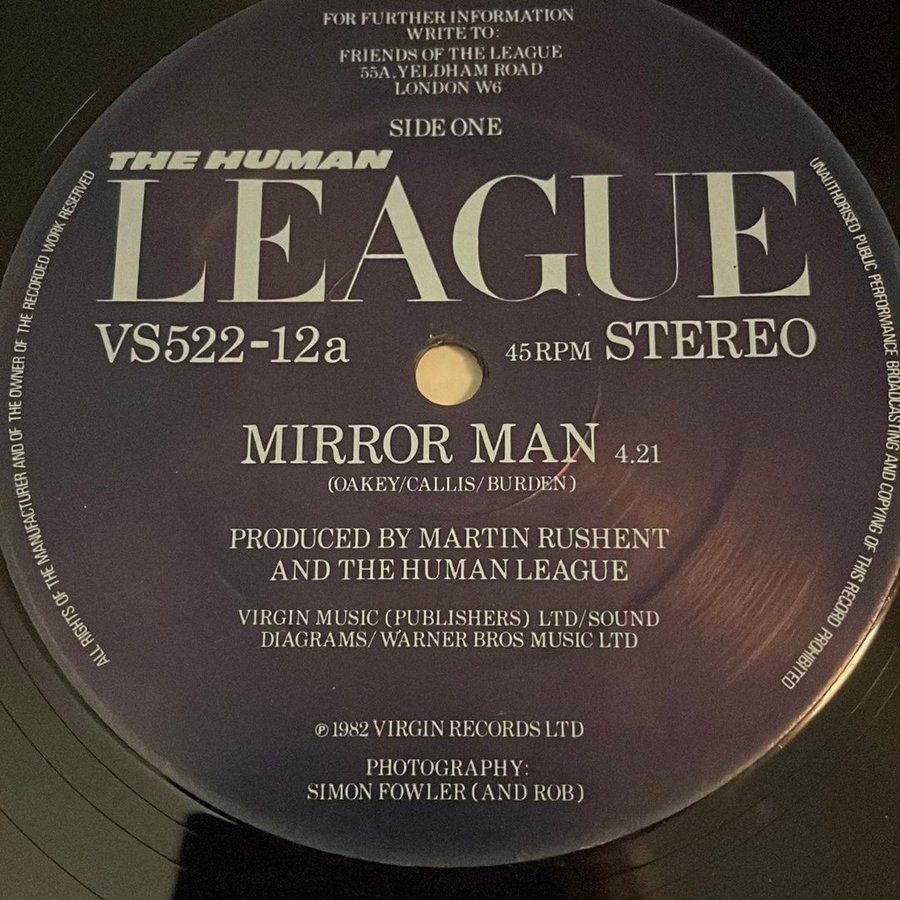 FOR FURTHER INFORMATION
WRITE TO:
FRIENDS OF THE LEAGUE
55A, YELDHAM ROAD
LONDON W6
SIDE ONE
THE HUMAN
LEAGUE
VS522-12a
45 RPM STEREO
MIRROR MAN 4.21
(OAKEY/CALLIS/BURDEN)
PRODUCED BY MARTIN RUSHENT
AND THE HUMAN LEAGUE
VIRGIN MUSIC (PUBLISHERS) LTD/SOUND
DIAGRAMS/WARNER BROS MUSIC LTD
℗ 1982 VIRGIN RECORDS LTD
PHOTOGRAPHY:
SIMON FOWLER (AND ROB)
ALL RIGHTS OF THE MANUFACTURER AND OF THE OWNER OF THE RECORDED WORK RESERVED
UNAUTHORISED PUBLIC PERFORMANCE BROADCASTING AND COPYING OF THIS RECORD PROHIBITED